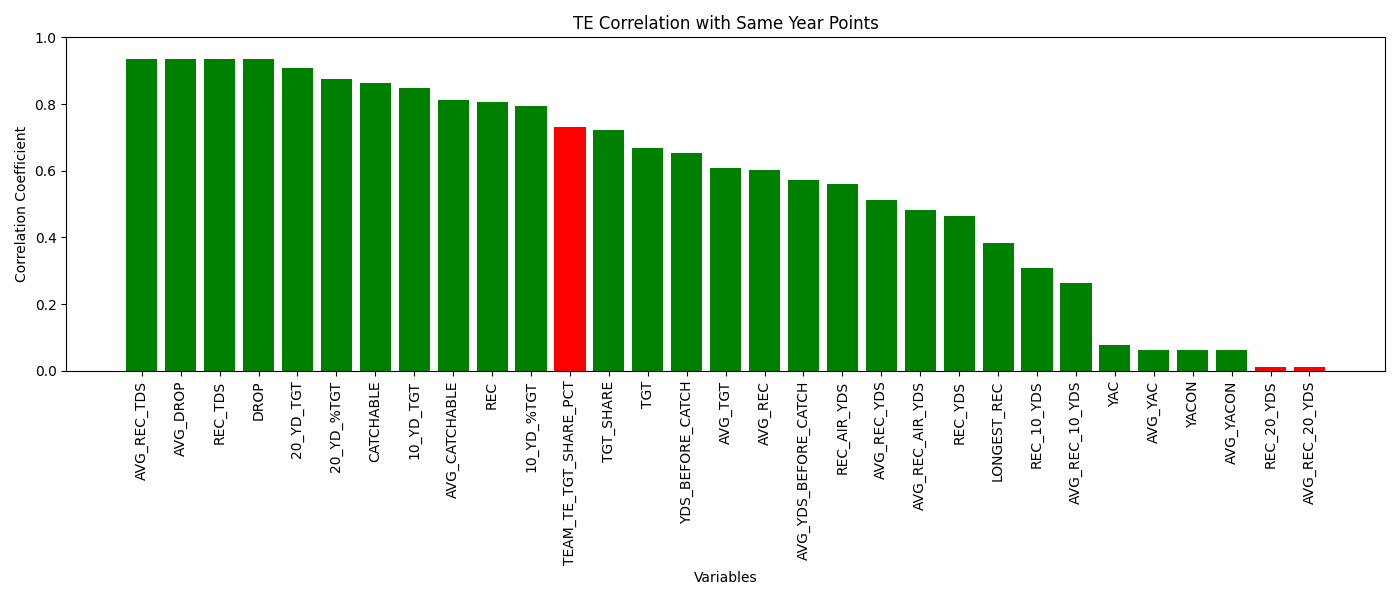 TE Correlation with Same Year Points
1.0
0.8
0.6
0.4
0.2
0.0
Correlation Coefficient
AVG_REC_TDS
AVG_DROP
REC_TDS
DROP
20_YD_TGT
20_YD_%TGT
CATCHABLE
10_YD_TGT
AVG_CATCHABLE
REC
10_YD_%TGT
TEAM_TE_TGT_SHARE_PCT
TGT_SHARE
TGT
YDS_BEFORE_CATCH
AVG_TGT
AVG_REC
AVG_YDS_BEFORE_CATCH
REC_AIR_YDS
AVG_REC_YDS
AVG_REC_AIR_YDS
REC_YDS
LONGEST_REC
REC_10_YDS
AVG_REC_10_YDS
YAC
AVG_YAC
YACON
AVG_YACON
REC_20_YDS
AVG_REC_20_YDS
Variables